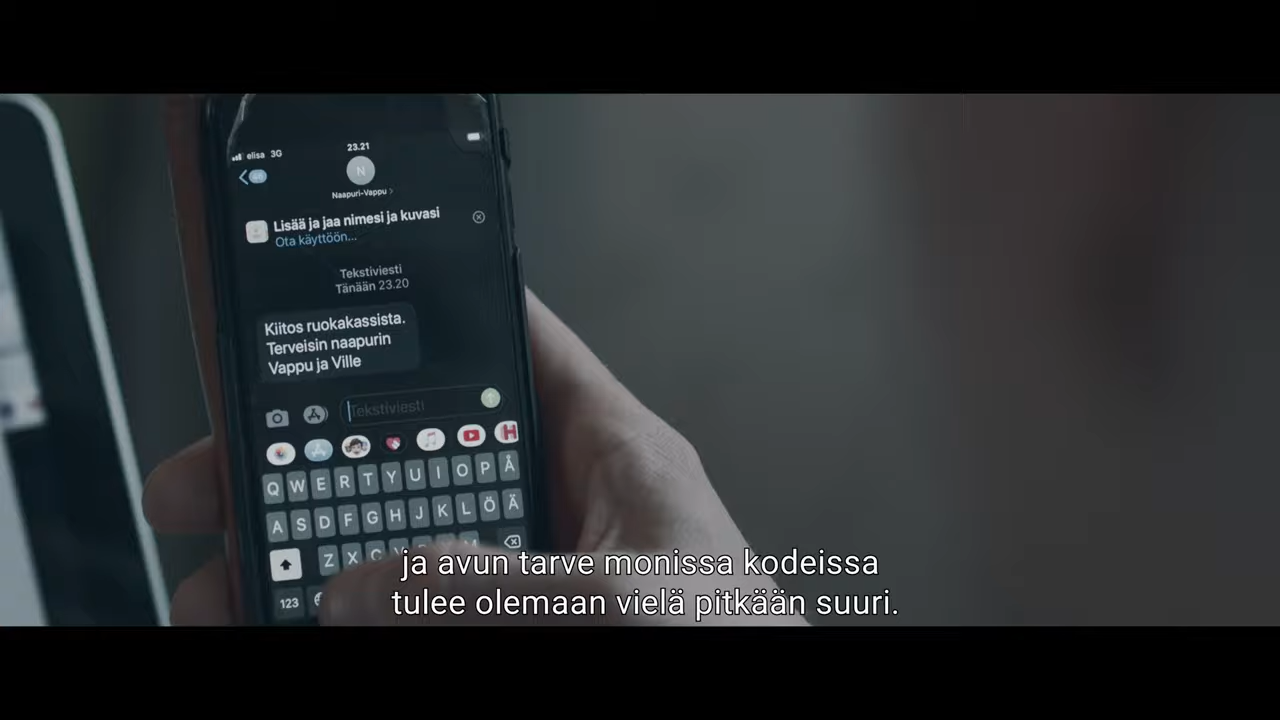 elisa 3G
23.21
46
N
Naapuri-Vappu
Lisää ja jaa nimesi ja kuvasi
Ota käyttöön...
Tekstiviesti
Tänään 23.20
Kiitos ruokakassista.
Terveisin naapurin
Vappu ja Ville
Tekstiviesti
Q W E R T Y U I O P Å
A S D F G H J K L Ö Ä
Z X C
123
ja avun tarve monissa kodeissa
tulee olemaan vielä pitkään suuri.